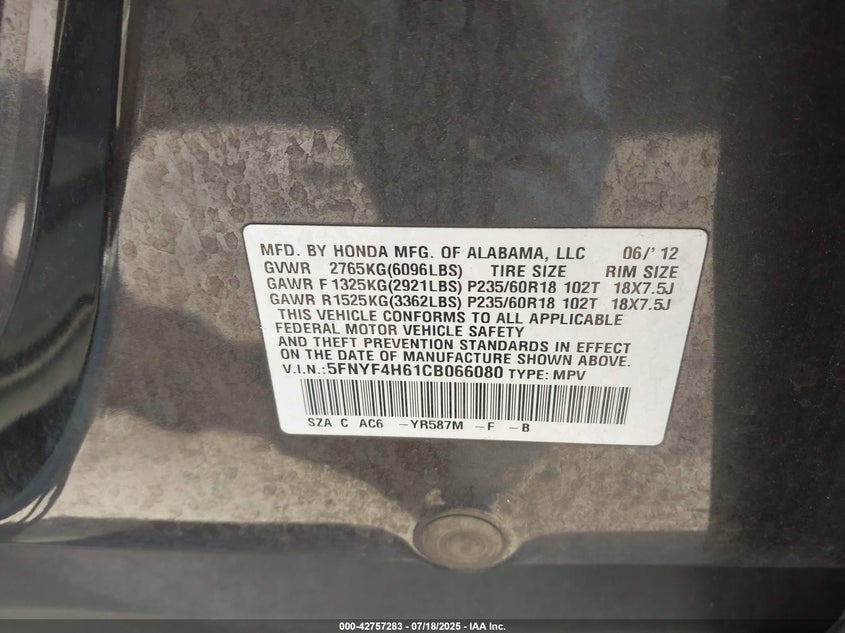 MFD. BY HONDA MFG. OF ALABAMA, LLC 06/' 12
GVWR 2765KG(6096LBS) TIRE SIZE RIM SIZE
GAWR F 1325KG(2921LBS) P235/60R18 102T 18X7.5J
GAWR R 1525KG(3362LBS) P235/60R18 102T 18X7.5J
THIS VEHICLE CONFORMS TO ALL APPLICABLE
FEDERAL MOTOR VEHICLE SAFETY
AND THEFT PREVENTION STANDARDS IN EFFECT
ON THE DATE OF MANUFACTURE SHOWN ABOVE.
V.I.N.:5FNYF4H61CB066080 TYPE: MPV
SZA C AC6 -YR587M -F -B
000-42757283 / 07/18/2025 - IAA Inc.